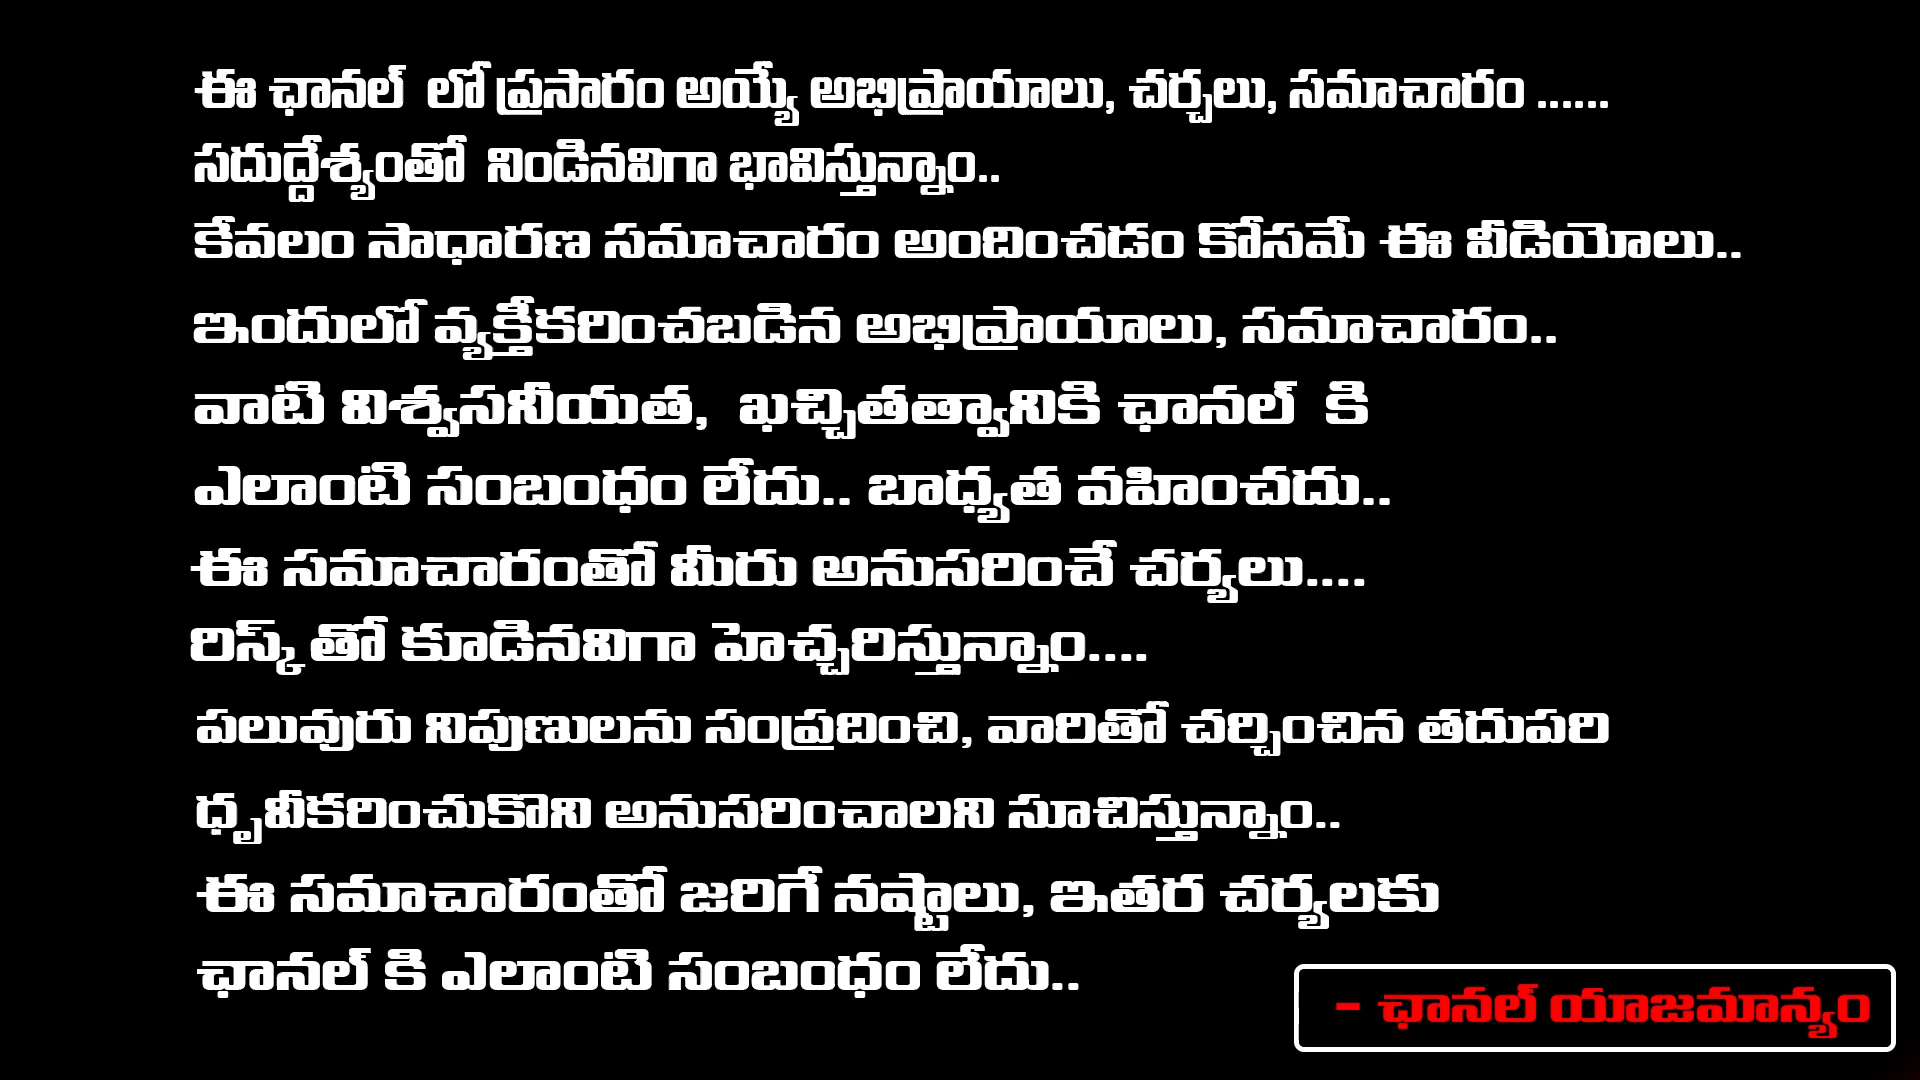 ఈ ఛానల్ లో ప్రసారం అయ్యే అభిప్రాయాలు, చర్చలు, సమాచారం ......
సదుద్దేశ్యంతో నిండినవిగా భావిస్తున్నాం..
కేవలం సాధారణ సమాచారం అందించడం కోసమే ఈ వీడియోలు..
ఇందులో వ్యక్తీకరించబడిన అభిప్రాయాలు, సమాచారం..
వాటి విశ్వసనీయత, ఖచ్చితత్వానికి ఛానల్ కి
ఎలాంటి సంబంధం లేదు.. బాధ్యత వహించదు..
ఈ సమాచారంతో మీరు అనుసరించే చర్యలు....
రిస్క్ తో కూడినవిగా హెచ్చరిస్తున్నాం....
పలువురు నిపుణులను సంప్రదించి, వారితో చర్చించిన తదుపరి
ధృవీకరించుకొని అనుసరించాలని సూచిస్తున్నాం..
ఈ సమాచారంతో జరిగే నష్టాలు, ఇతర చర్యలకు
ఛానల్ కి ఎలాంటి సంబంధం లేదు..
- ఛానల్ యాజమాన్యం